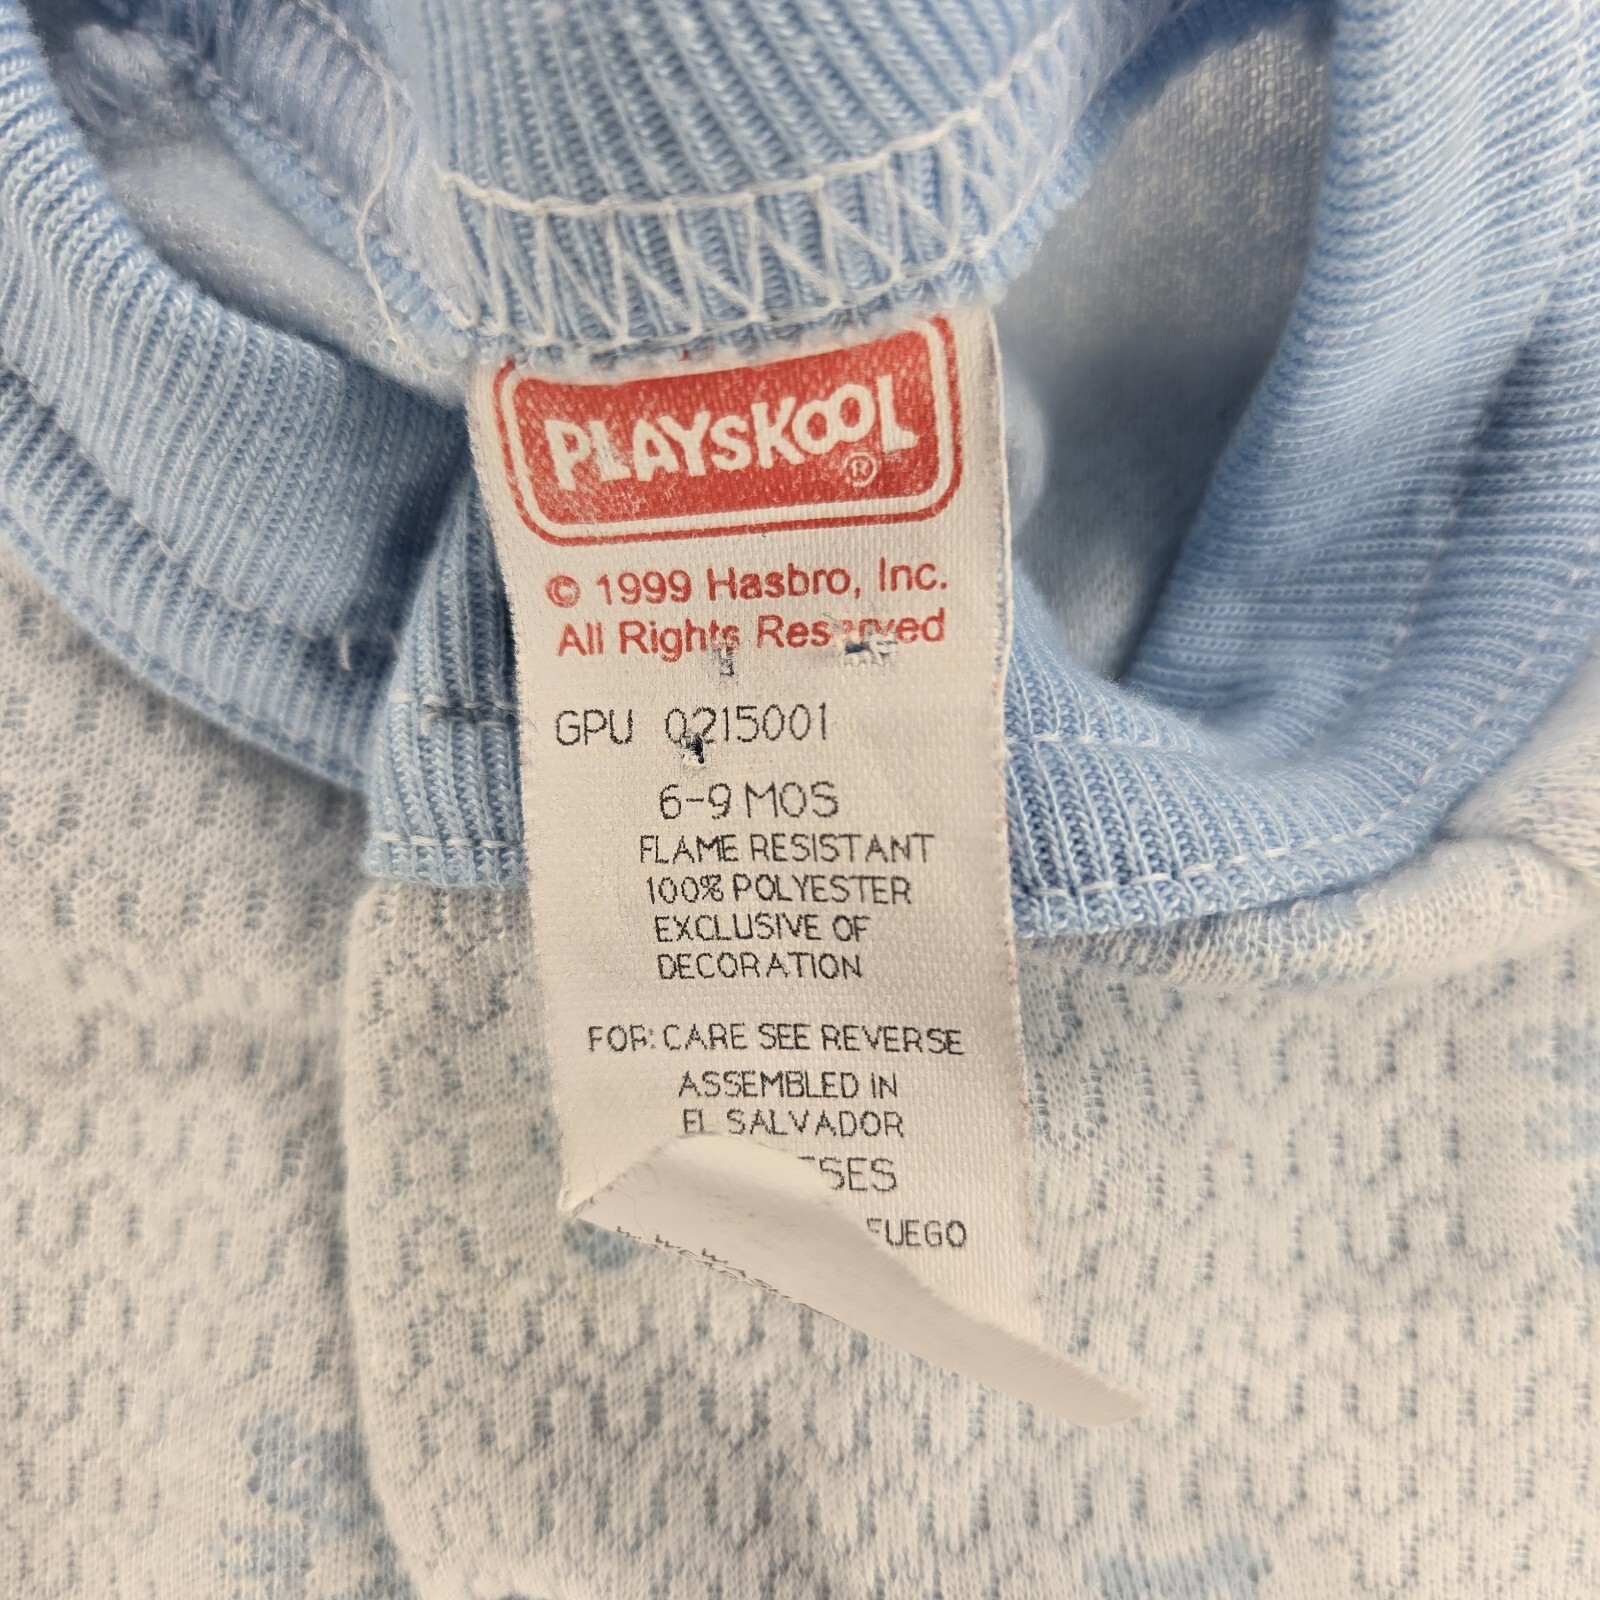 PLAYSKOOL ®
© 1999 Hasbro, Inc.
All Rights Reserved
GPU 0215001
6-9 MOS
FLAME RESISTANT
100% POLYESTER
EXCLUSIVE OF
DECORATION
FOR: CARE SEE REVERSE
ASSEMBLED IN
EL SALVADOR
FUEGO